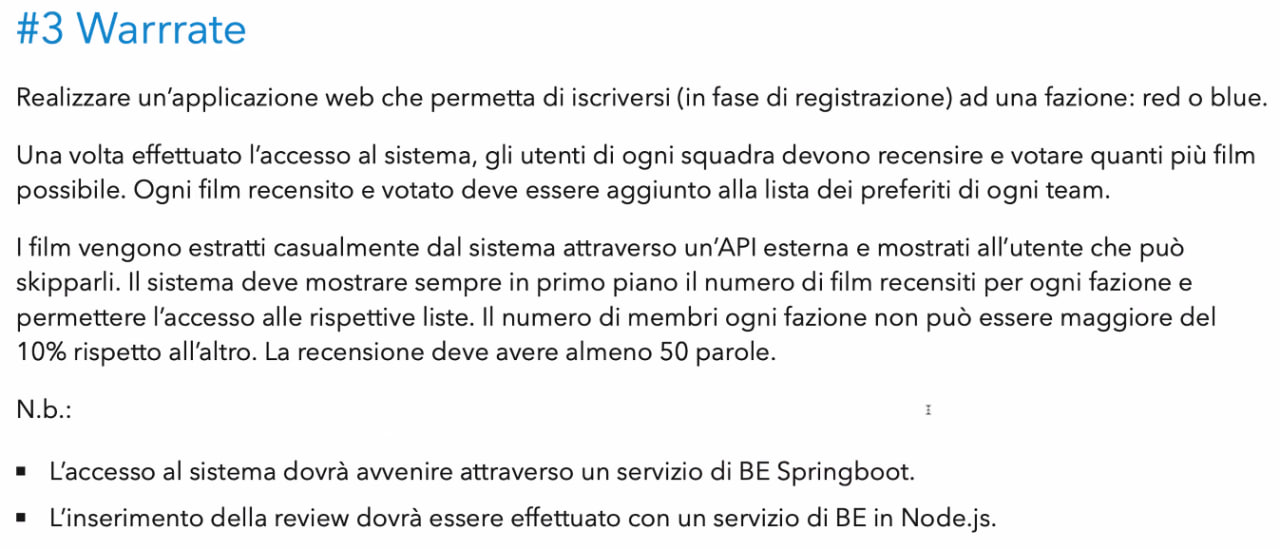 #3 Warrrate
Realizzare un'applicazione web che permetta di iscriversi (in fase di registrazione) ad una fazione: red o blue.
Una volta effettuato l'accesso al sistema, gli utenti di ogni squadra devono recensire e votare quanti più film
possibile. Ogni film recensito e votato deve essere aggiunto alla lista dei preferiti di ogni team.
I film vengono estratti casualmente dal sistema attraverso un'API esterna e mostrati all'utente che può
skipparli. Il sistema deve mostrare sempre in primo piano il numero di film recensiti per ogni fazione e
permettere l'accesso alle rispettive liste. Il numero di membri ogni fazione non può essere maggiore del
10% rispetto all'altro. La recensione deve avere almeno 50 parole.
N.b.:
▪ L'accesso al sistema dovrà avvenire attraverso un servizio di BE Springboot.
▪ L'inserimento della review dovrà essere effettuato con un servizio di BE in Node.js.